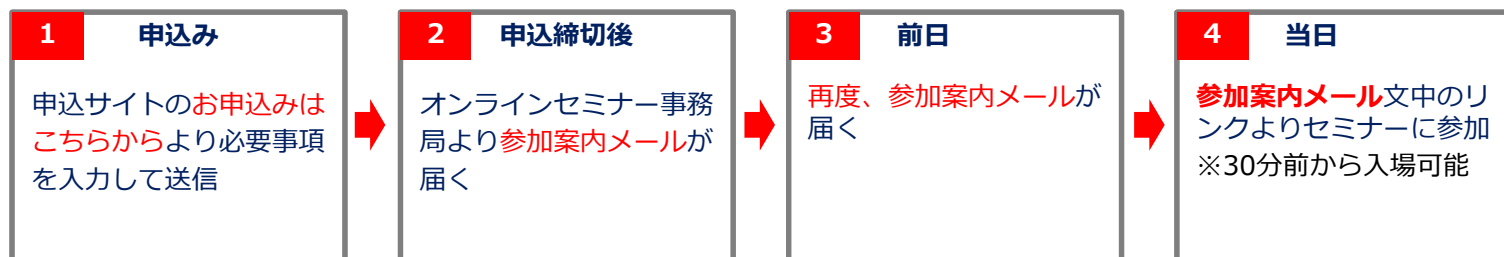 1 申込み
申込サイトのお申込みは
こちらからより必要事項
を入力して送信
2 申込締切後
オンラインセミナー事務
局より参加案内メールが
届く
3 前日
再度、参加案内メールが
届く
4 当日
参加案内メール文中のリ
ンクよりセミナーに参加
※30分前から入場可能